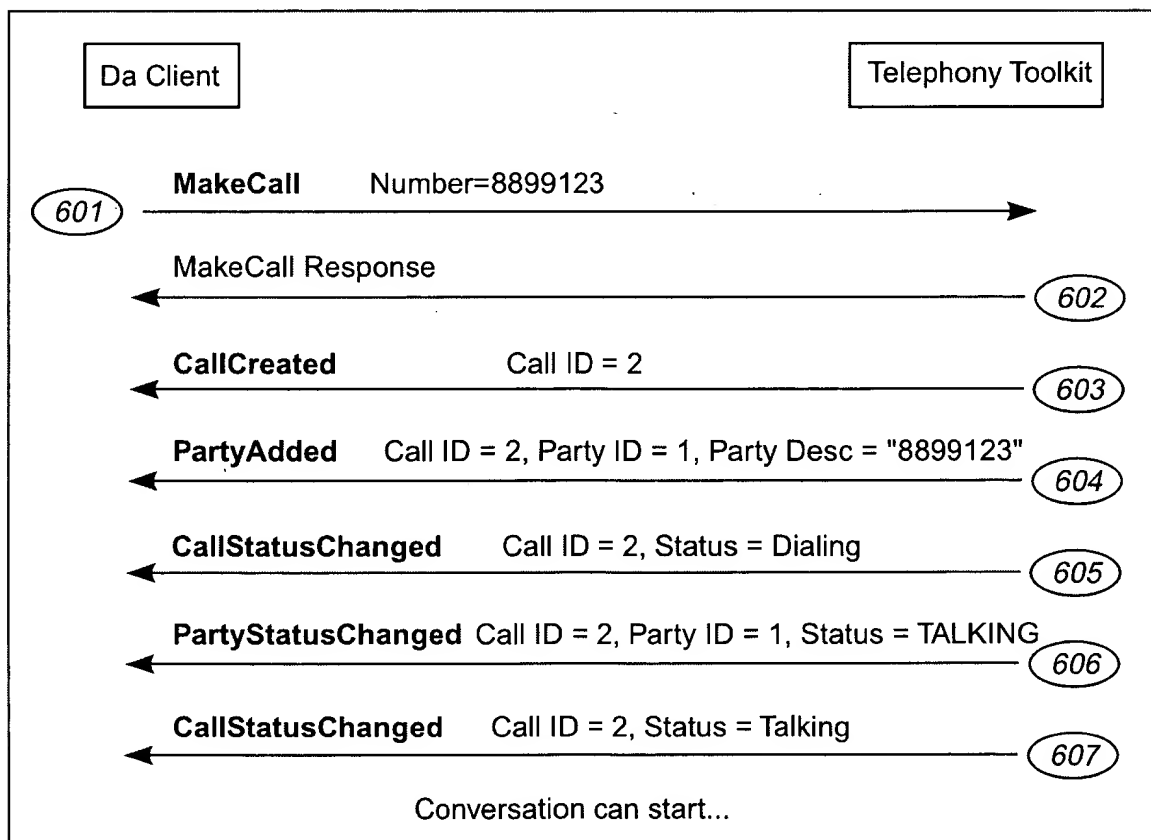 Da Client
Telephony Toolkit
MakeCall Number=8899123
601
MakeCall Response
602
CallCreated Call ID = 2
603
PartyAdded Call ID = 2, Party ID = 1, Party Desc = "8899123"
604
CallStatusChanged Call ID = 2, Status = Dialing
605
PartyStatusChanged Call ID = 2, Party ID = 1, Status = TALKING
606
CallStatusChanged Call ID = 2, Status = Talking
607
Conversation can start...